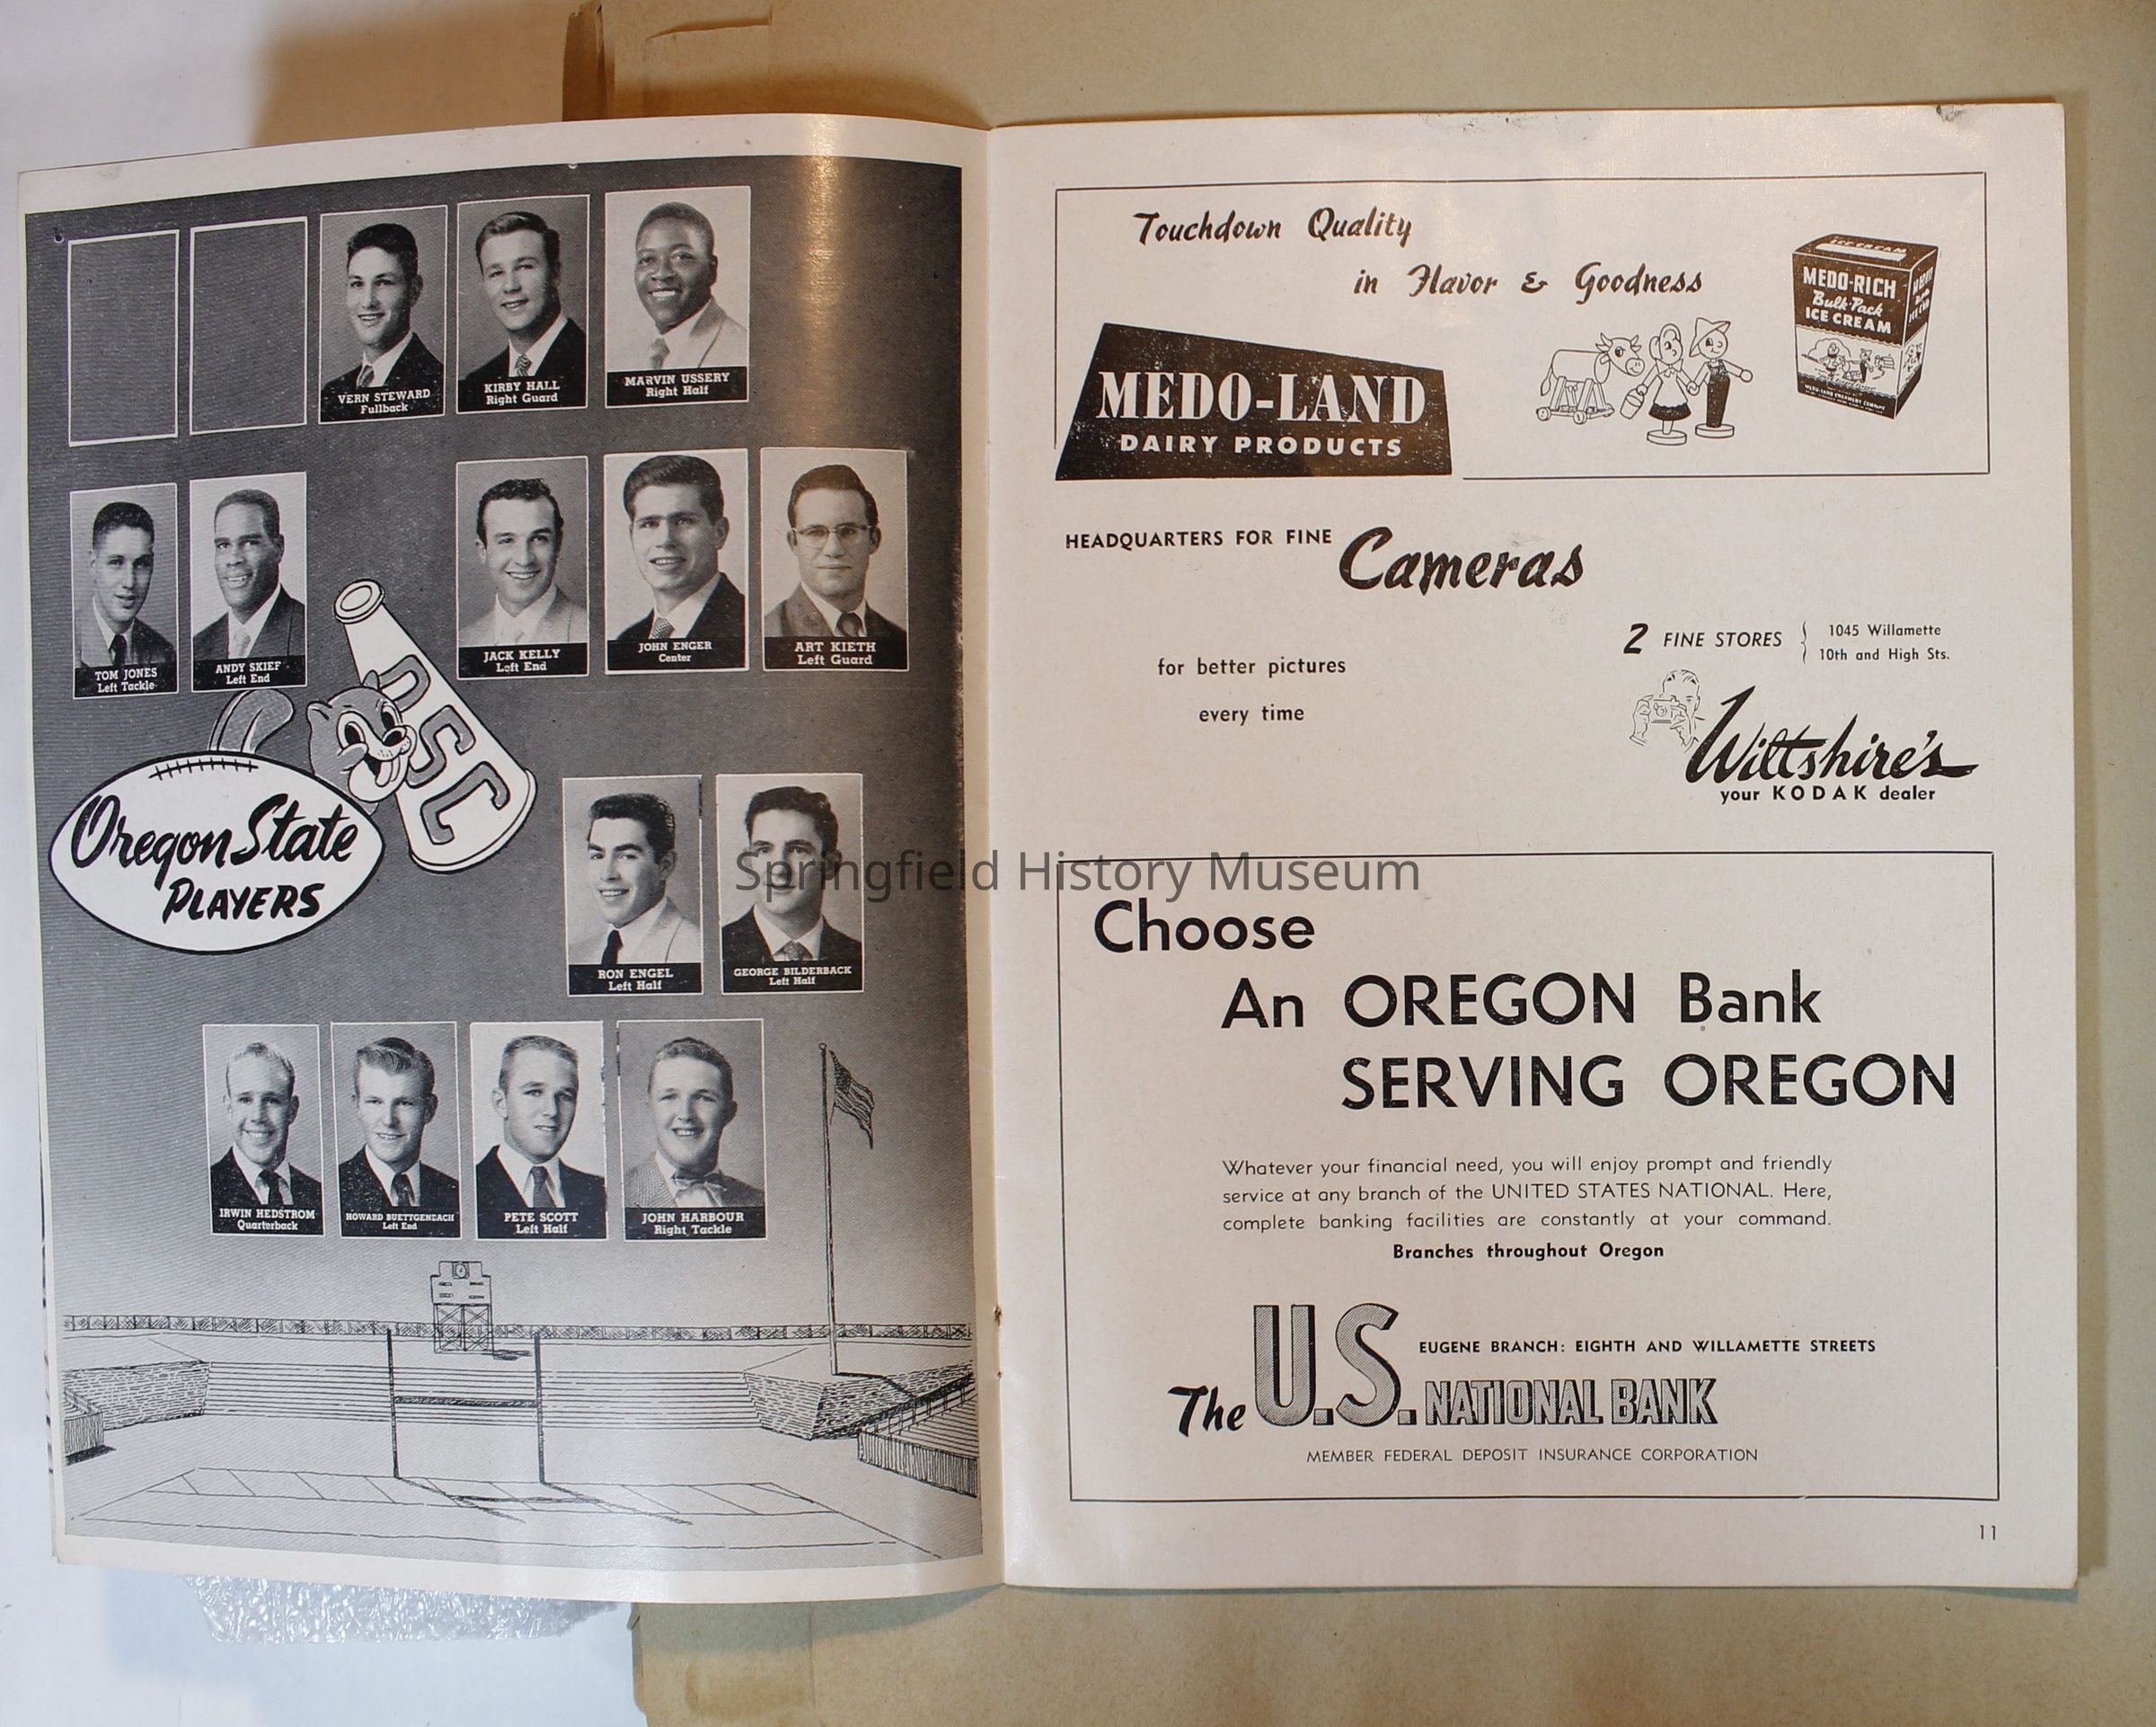 VERN STEWARD
Fullback
KIRBY HALL
Right Guard
MARVIN USSERY
Right Half
TOM JONES
Left Tackle
ANDY SKIEF
Left End
JACK KELLY
Left End
JOHN ENGER
Center
ART KIETH
Left Guard
OSC
Oregon State
PLAYERS
RON ENGEL
Left Half
GEORGE BILDERBACK
Left Half
IRWIN HEDSTROM
Quarterback
HOWARD BUETTGENBACH
Left End
PETE SCOTT
Left Half
JOHN HARBOUR
Right Tackle
Touchdown Quality
in Flavor & Goodness
MEDO-LAND
DAIRY PRODUCTS
ICE CREAM
MEDO-RICH
Bulk-Pack
ICE CREAM
MEDO-LAND CREAMERY COMPANY
HEADQUARTERS FOR FINE Cameras
for better pictures
every time
2 FINE STORES
1045 Willamette
10th and High Sts.
Wiltshire's
your KODAK dealer
Springfield History Museum
Choose
An OREGON Bank
SERVING OREGON
Whatever your financial need, you will enjoy prompt and friendly
service at any branch of the UNITED STATES NATIONAL. Here,
complete banking facilities are constantly at your command.
Branches throughout Oregon
EUGENE BRANCH: EIGHTH AND WILLAMETTE STREETS
The U.S. NATIONAL BANK
MEMBER FEDERAL DEPOSIT INSURANCE CORPORATION
11